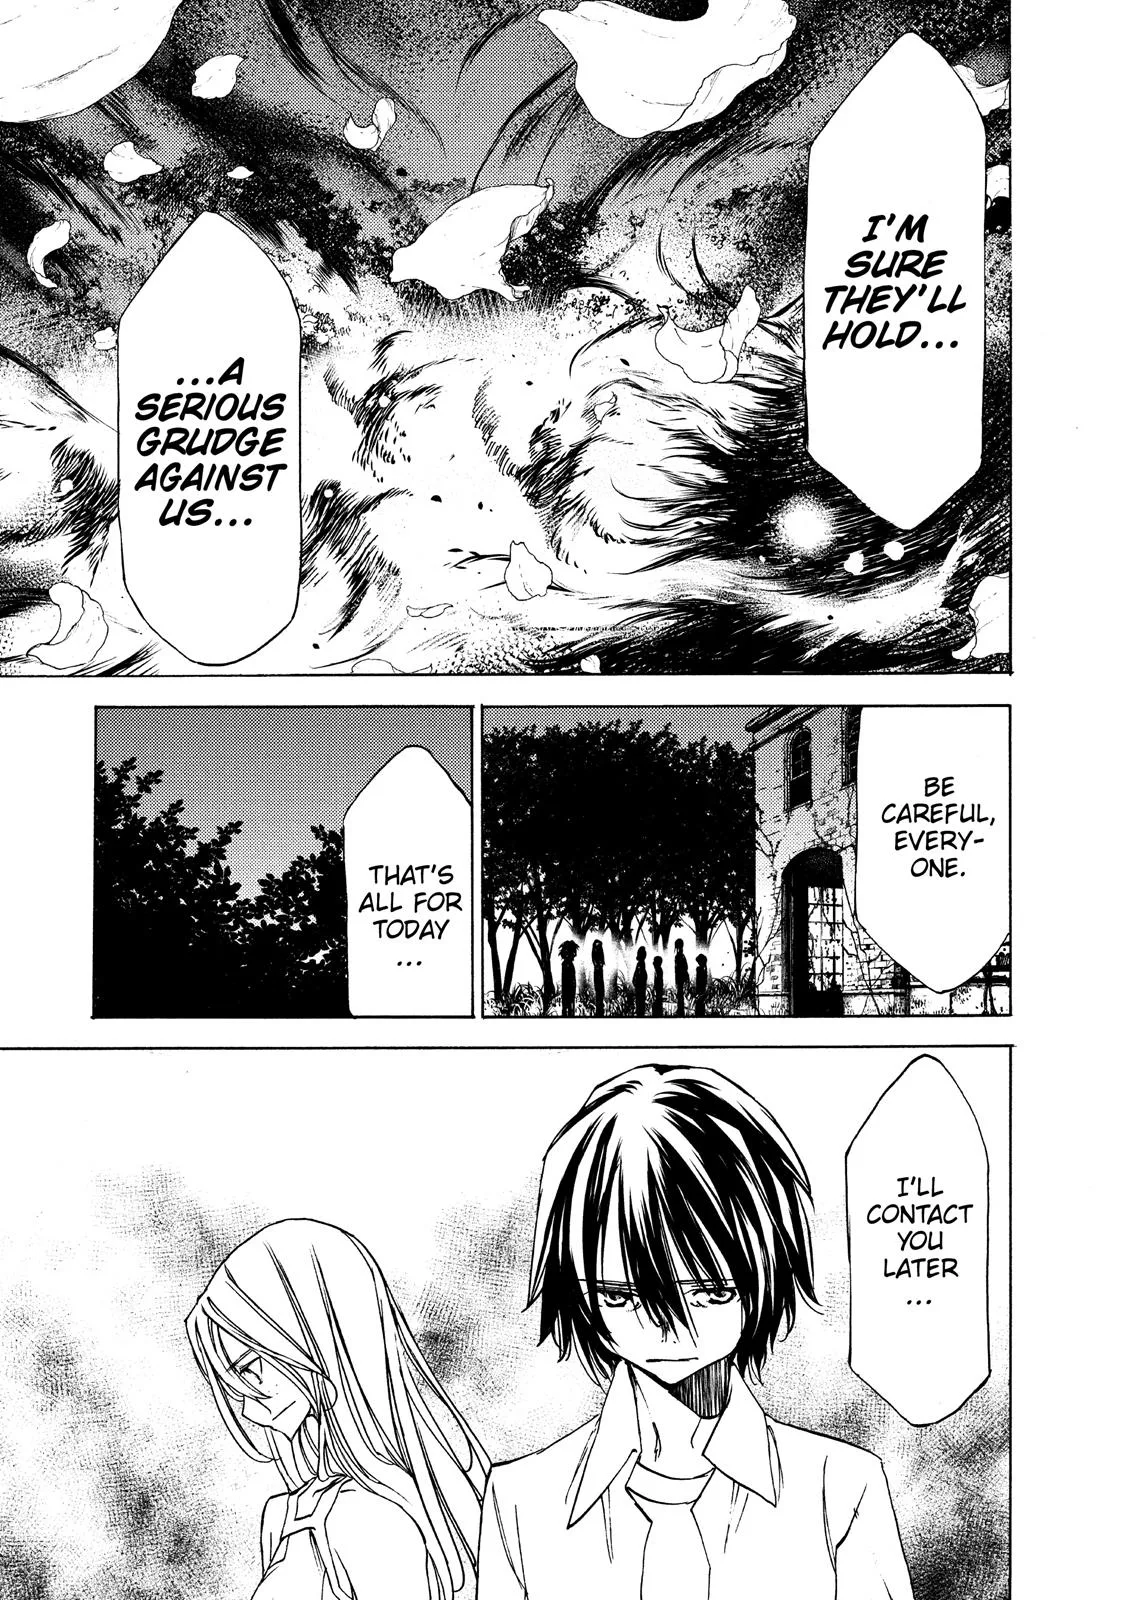 I'M
SURE
THEY'LL
HOLD...
...A
SERIOUS
GRUDGE
AGAINST
US...
BE
CAREFUL,
EVERY-
ONE.
THAT'S
ALL FOR
TODAY
...
I'LL
CONTACT
YOU
LATER
...